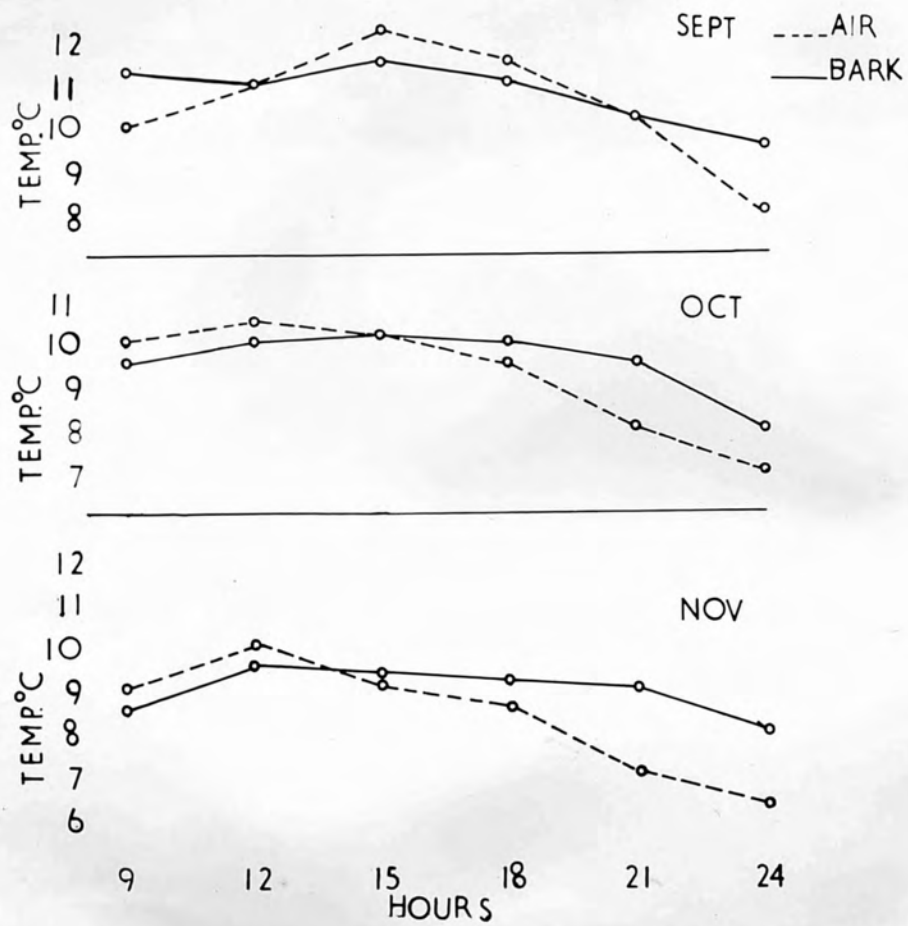 SEPT
---- AIR
—— BARK
TEMP.°C
12
11
10
9
8
OCT
TEMP.°C
11
10
9
8
7
NOV
TEMP.°C
12
11
10
9
8
7
6
9 12 15 18 21 24
HOURS